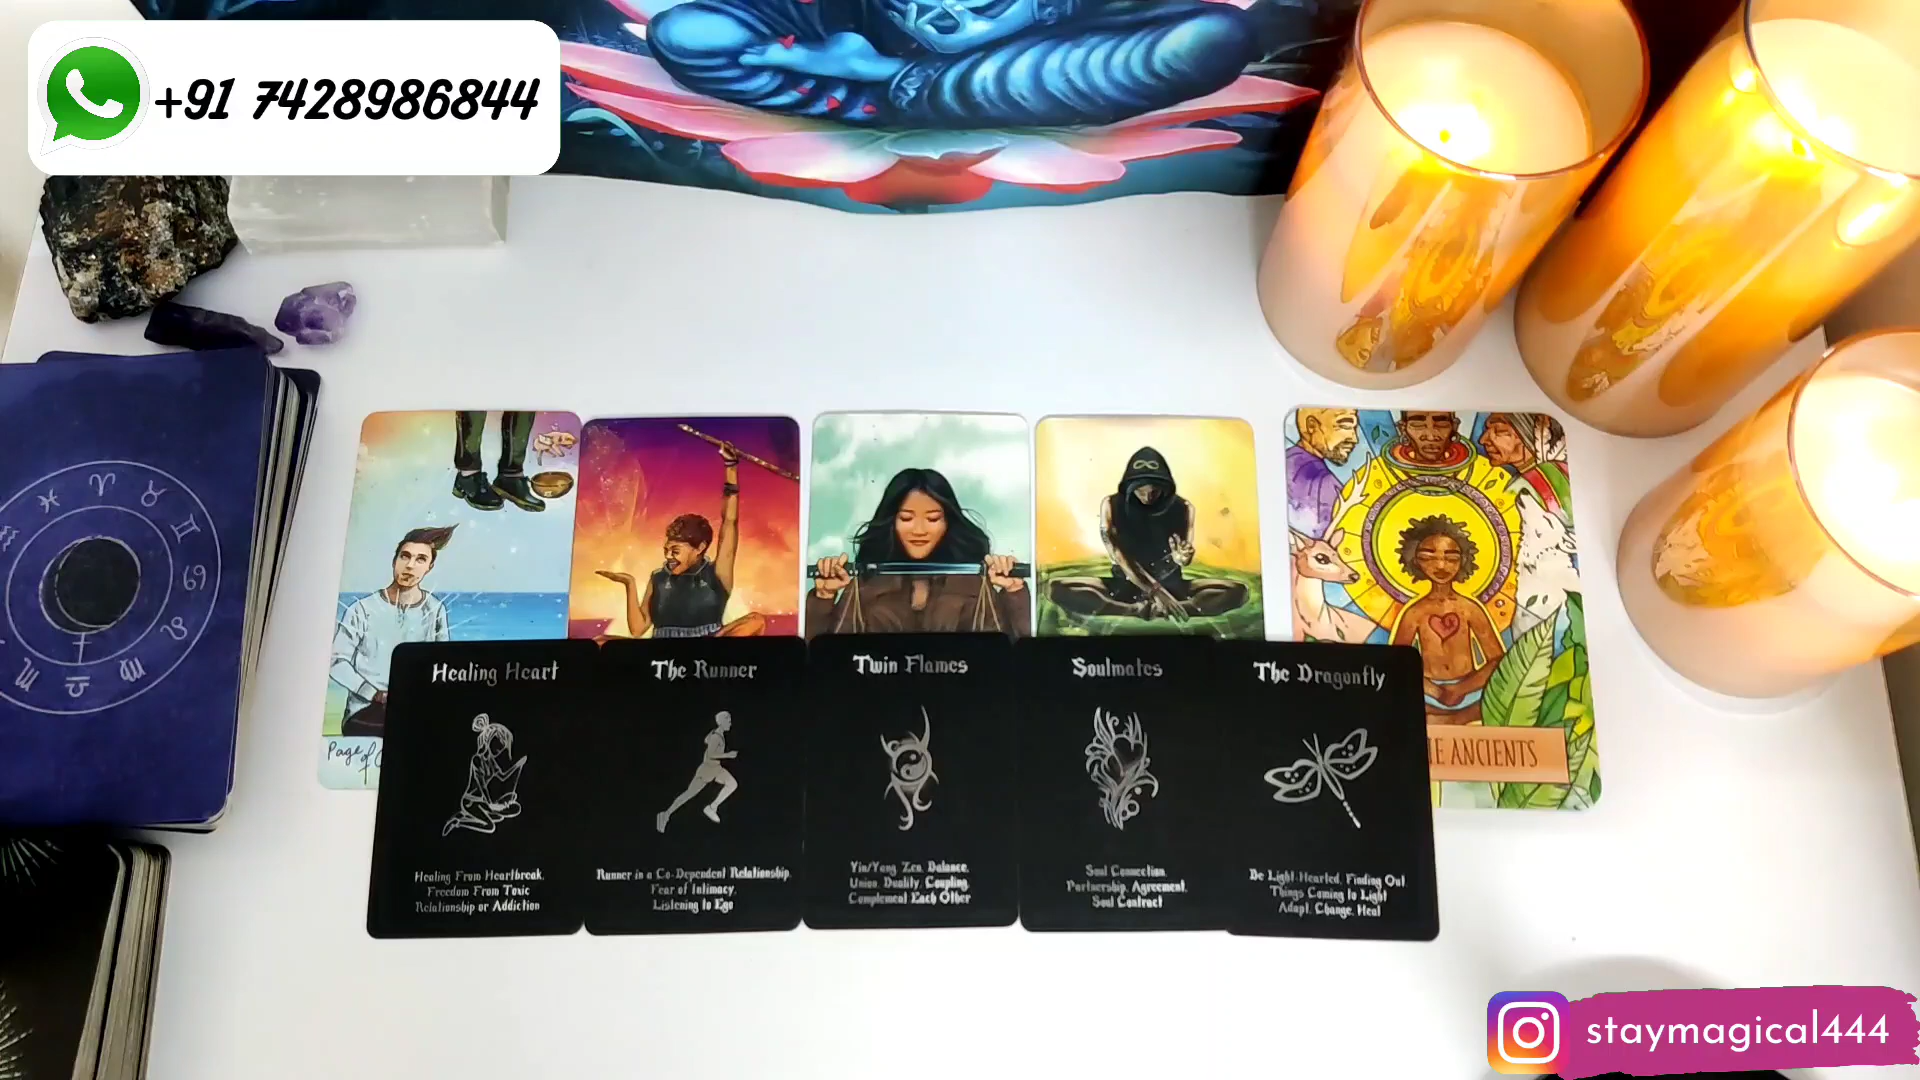 +91 7428986844
Page of
Healing Heart
Healing From Heartbreak,
Freedom From Toxic
Relationship or Addiction
The Runner
Runner in a Co-Dependent Relationship,
Fear of Intimacy,
Listening to Ego
Twin Flames
Yin/Yang, Zen, Balance,
Union, Duality, Coupling,
Complement Each Other
Soulmates
Soul Connection,
Partnership, Agreement,
Soul Contract
The Dragonfly
Be Light-Hearted, Finding Out
Things Coming to Light
Adapt, Change, Heal
ANCIENTS
staymagical444